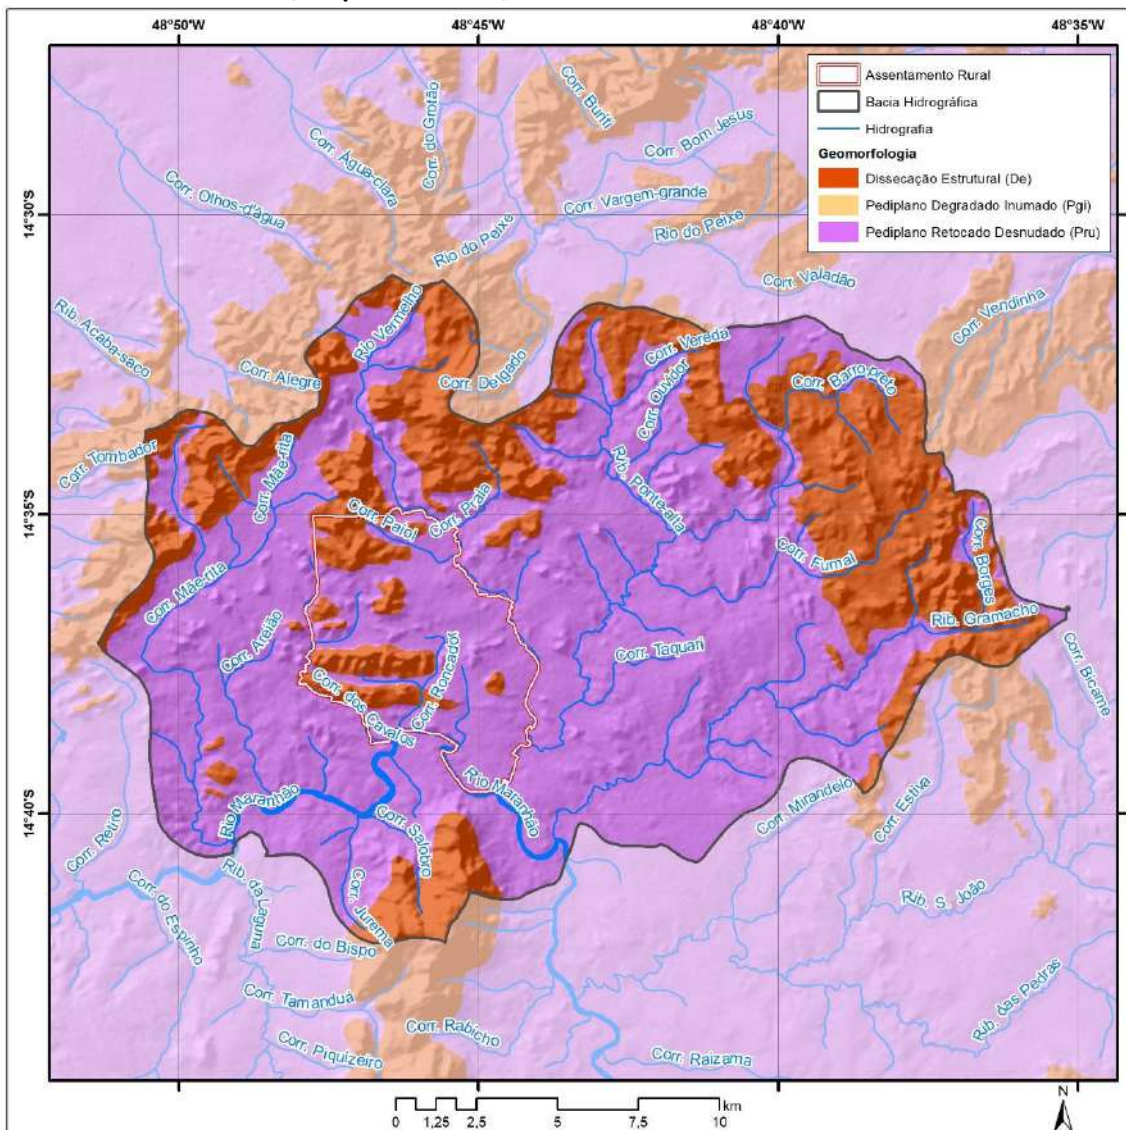 48°50'W
48°45'W
48°40'W
48°35'W
Assentamento Rural
Bacia Hidrográfica
Hidrografia
Geomorfologia
Dissecação Estrutural (De)
Pediplano Degradado Inumado (Pgi)
Pediplano Retocado Desnudado (Pru)
Corr. Buriti
Corr. do Grotão
Corr. Bom Jesus
Corr. Água-clara
Corr. Olhos-d'água
Corr. Vargem-grande
14°30'S
Rio do Peixe
Rio do Peixe
Corr. Valadão
Corr. Vendinha
Rib. Acaba-saco
Rio Vermelho
Corr. Vereda
Corr. Alegre
Corr. Delgado
Corr. Ouvidor
Corr. Barro-preto
Corr. Tombador
Corr. Mãe-rita
Rib. Ponte-alta
14°35'S
Corr. Paiol
Corr. Praia
Corr. Fumal
Corr. Borges
Corr. Mãe-rita
Rib. Gramacho
Corr. Areião
Corr. Roncador
Corr. Taquari
Corr. Bicame
Corr. dos Cavalos
Rio Maranhão
Rio Maranhão
14°40'S
Corr. Retiro
Corr. Salobro
Corr. Mirandelo
Corr. Estiva
Corr. do Espinho
Rib. da Laguna
Corr. Jurema
Rib. S. João
Corr. do Bispo
Corr. Tamanduá
Rib. das Pedras
Corr. Rabicho
Corr. Piquizeiro
Corr. Raizama
N
km
0 1,25 2,5 5 7,5 10